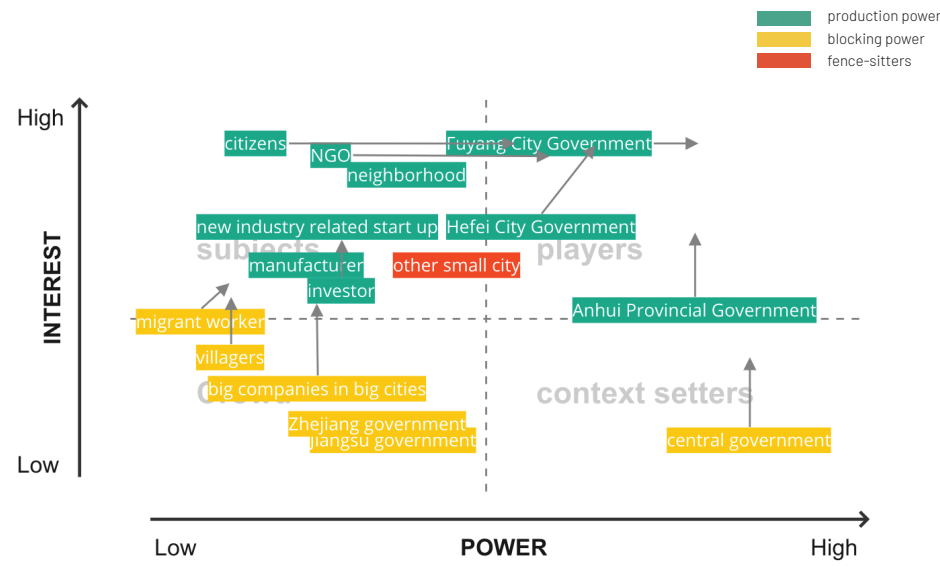 production power
blocking power
fence-sitters
High
citizens
Fuyang City Government
NGO
neighborhood
new industry related start up
Hefei City Government
subjects
players
manufacturer
other small city
investor
INTEREST
Anhui Provincial Government
migrant worker
villagers
big companies in big cities
context setters
Zhejiang government
jiangsu government
central government
Low
Low
POWER
High